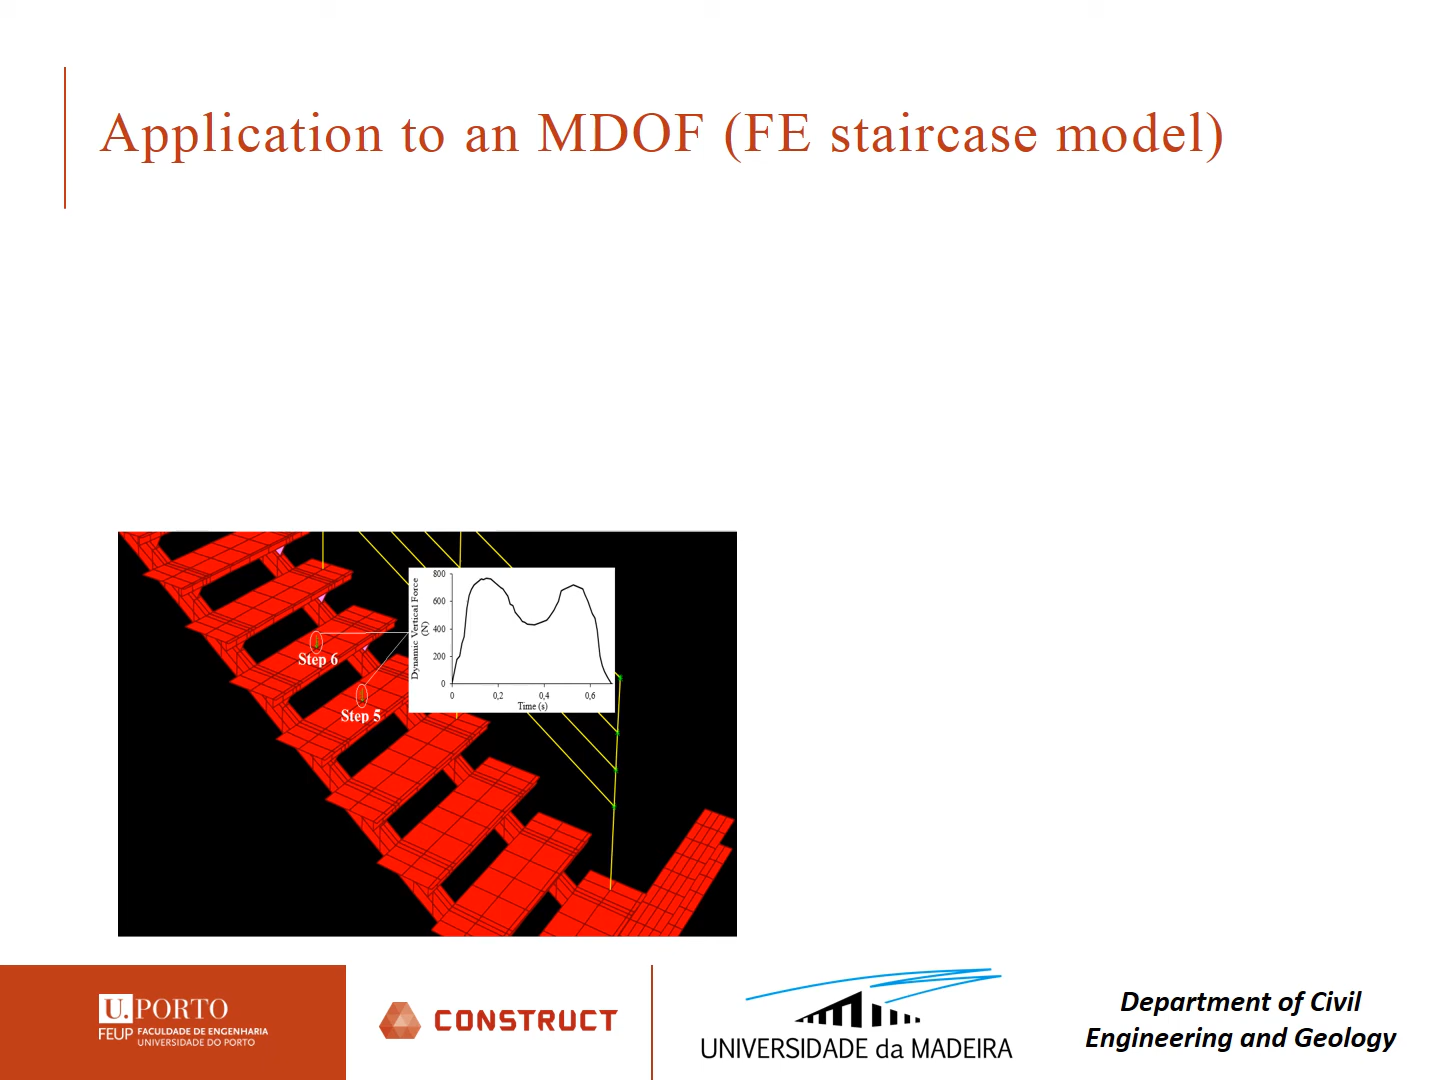 Application to an MDOF (FE staircase model)
Step 6
Step 5
Dynamic Vertical Force
(N)
800
600
400
200
0
0 0,2 0,4 0,6
Time (s)
U.PORTO
FEUP FACULDADE DE ENGENHARIA
UNIVERSIDADE DO PORTO
CONSTRUCT
UNIVERSIDADE da MADEIRA
Department of Civil
Engineering and Geology